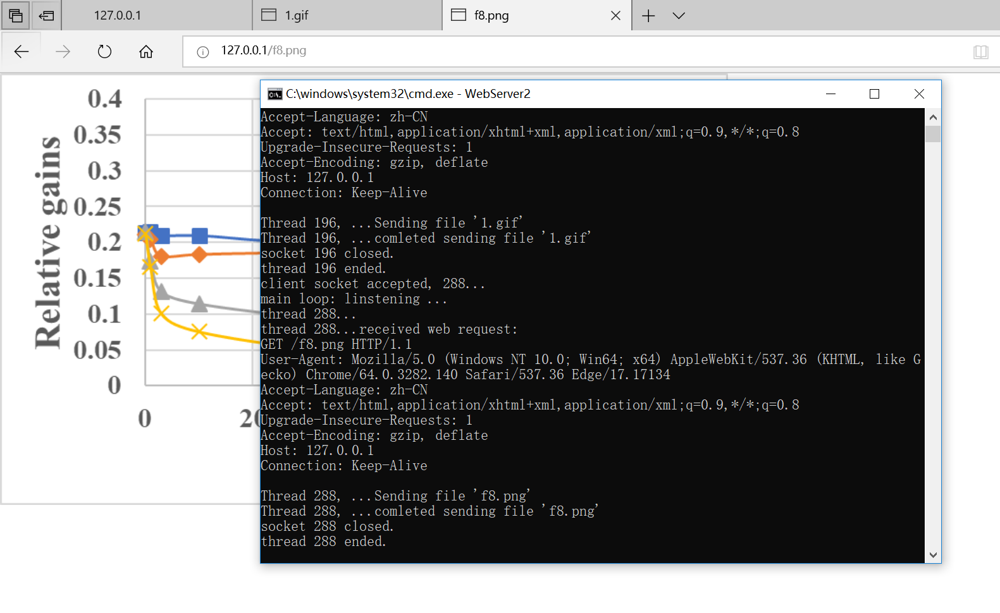 127.0.0.1
1.gif
f8.png
127.0.0.1/f8.png
C:\windows\system32\cmd.exe - WebServer2
Accept-Language: zh-CN
Accept: text/html,application/xhtml+xml,application/xml;q=0.9,*/*;q=0.8
Upgrade-Insecure-Requests: 1
Accept-Encoding: gzip, deflate
Host: 127.0.0.1
Connection: Keep-Alive
Thread 196, ...Sending file '1.gif'
Thread 196, ...comleted sending file '1.gif'
socket 196 closed.
thread 196 ended.
client socket accepted, 288...
main loop: linstening ...
thread 288...
thread 288...received web request:
GET /f8.png HTTP/1.1
User-Agent: Mozilla/5.0 (Windows NT 10.0; Win64; x64) AppleWebKit/537.36 (KHTML, like G
ecko) Chrome/64.0.3282.140 Safari/537.36 Edge/17.17134
Accept-Language: zh-CN
Accept: text/html,application/xhtml+xml,application/xml;q=0.9,*/*;q=0.8
Upgrade-Insecure-Requests: 1
Accept-Encoding: gzip, deflate
Host: 127.0.0.1
Connection: Keep-Alive
Thread 288, ...Sending file 'f8.png'
Thread 288, ...comleted sending file 'f8.png'
socket 288 closed.
thread 288 ended.
Relative gains
0.4
0.35
0.3
0.25
0.2
0.15
0.1
0.05
0
0
20